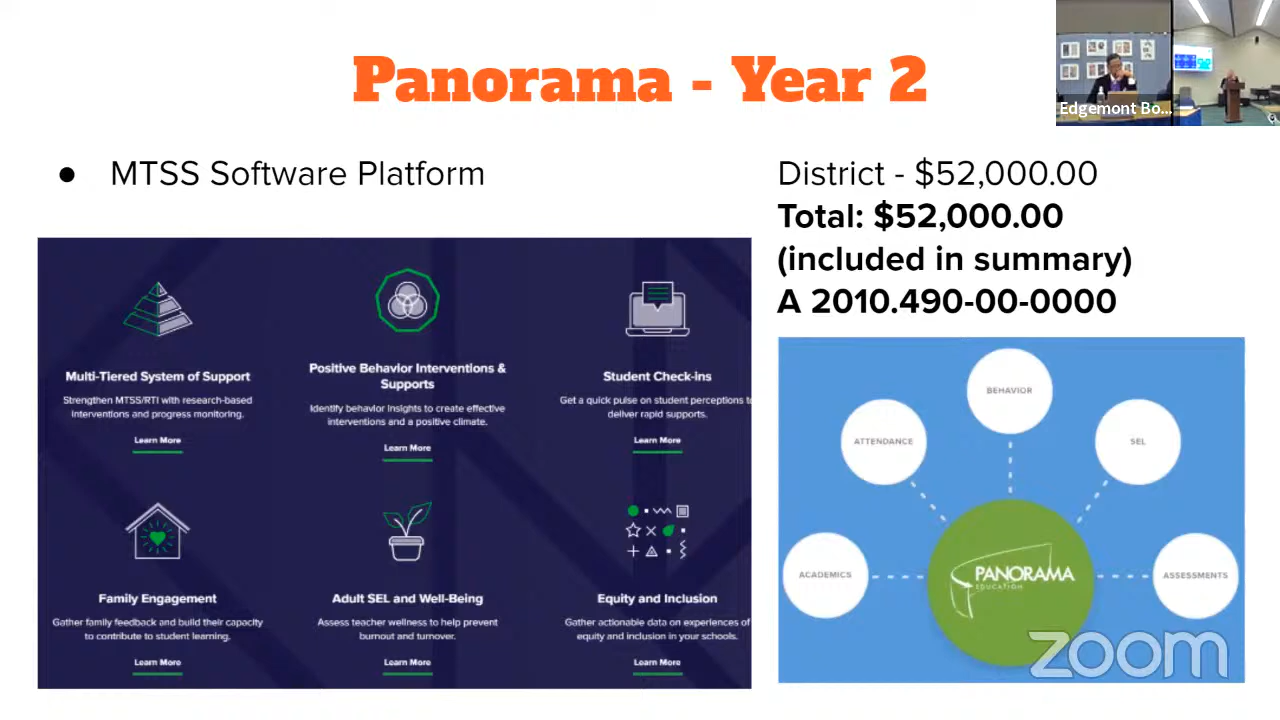 Panorama - Year 2
Edgemont Bo...
● MTSS Software Platform
District - $52,000.00
Total: $52,000.00
(included in summary)
A 2010.490-00-0000
Multi-Tiered System of Support
Strengthen MTSS/RTI with research-based
interventions and progress monitoring.
Learn More
Positive Behavior Interventions &
Supports
Identify behavior insights to create effective
interventions and a positive climate.
Learn More
Student Check-ins
Get a quick pulse on student perceptions to
deliver rapid supports.
Learn More
Family Engagement
Gather family feedback and build their capacity
to contribute to student learning.
Learn More
Adult SEL and Well-Being
Assess teacher wellness to help prevent
burnout and turnover.
Learn More
Equity and Inclusion
Gather actionable data on experiences of
equity and inclusion in your schools.
Learn More
BEHAVIOR
ATTENDANCE
SEL
ACADEMICS
PANORAMA
EDUCATION
ASSESSMENTS
zoom